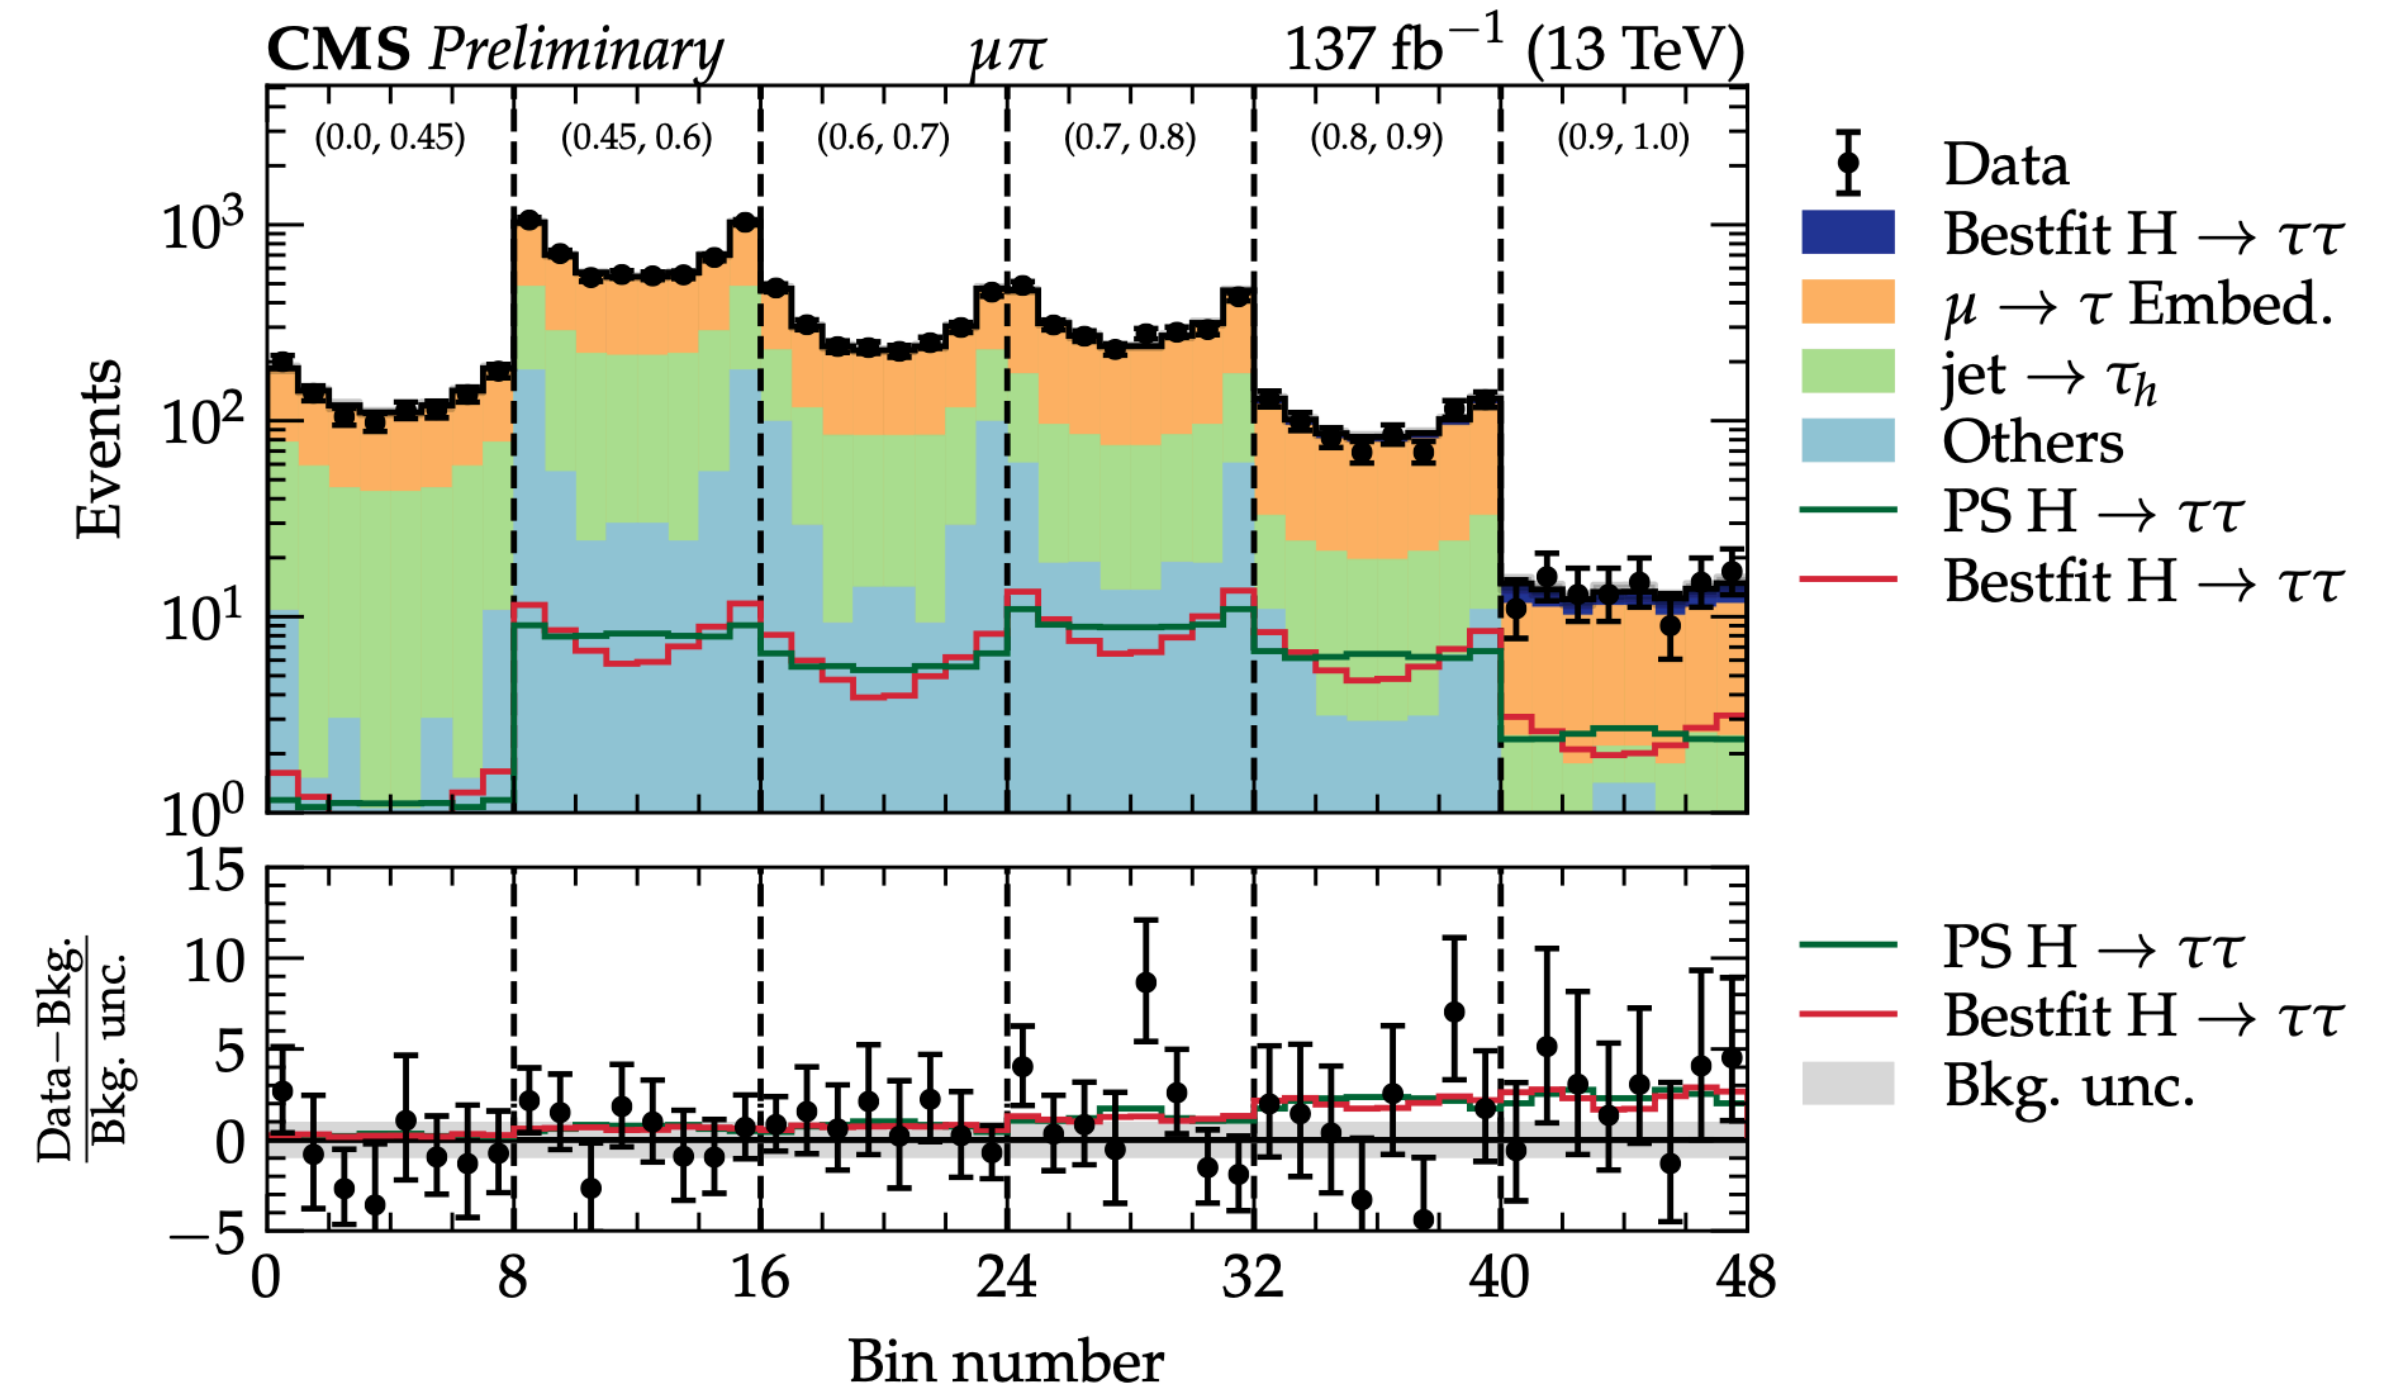 CMS Preliminary μπ 137 fb⁻¹ (13 TeV)
(0.0, 0.45) (0.45, 0.6) (0.6, 0.7) (0.7, 0.8) (0.8, 0.9) (0.9, 1.0)
Events
10³
10²
10¹
10⁰
Data
Bestfit H → ττ
μ → τ Embed.
jet → τₕ
Others
PS H → ττ
Bestfit H → ττ
Data−Bkg.
Bkg. unc.
15
10
5
0
−5
PS H → ττ
Bestfit H → ττ
Bkg. unc.
0 8 16 24 32 40 48
Bin number